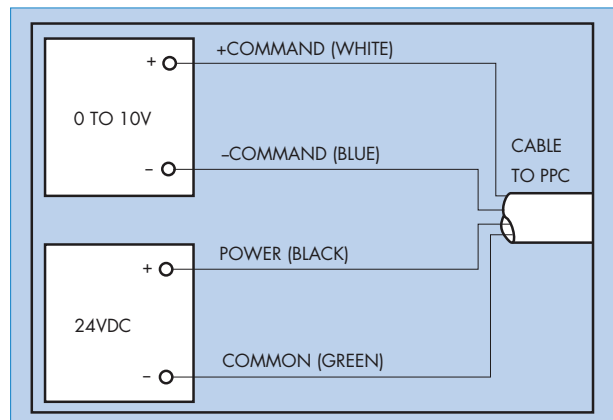 +COMMAND (WHITE)
+
0 TO 10V
CABLE
TO PPC
–COMMAND (BLUE)
–
POWER (BLACK)
+
24VDC
COMMON (GREEN)
–